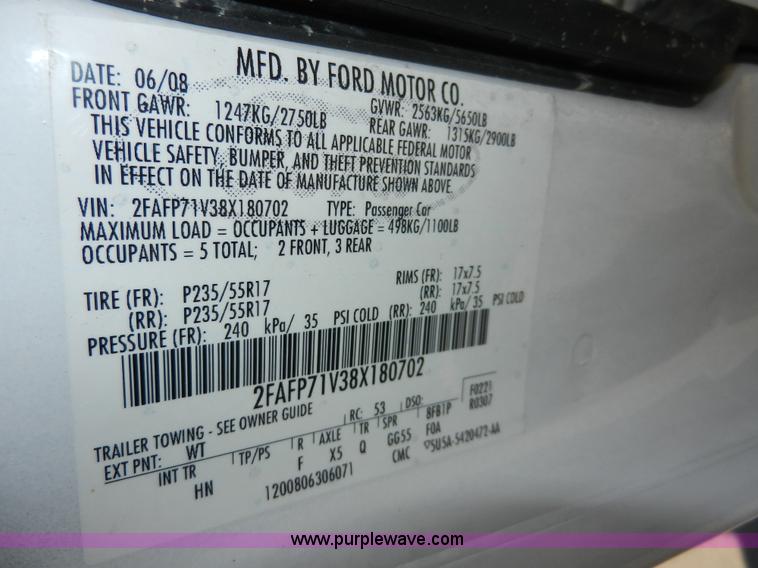 MFD. BY FORD MOTOR CO.
DATE: 06/08 GVWR: 2563KG/5650LB
FRONT GAWR: 1247KG/2750LB REAR GAWR: 1315KG/2900LB
THIS VEHICLE CONFORMS TO ALL APPLICABLE FEDERAL MOTOR
VEHICLE SAFETY, BUMPER, AND THEFT PREVENTION STANDARDS
IN EFFECT ON THE DATE OF MANUFACTURE SHOWN ABOVE.
VIN: 2FAFP71V38X180702 TYPE: Passenger Car
MAXIMUM LOAD = OCCUPANTS + LUGGAGE = 498KG/1100LB
OCCUPANTS = 5 TOTAL; 2 FRONT, 3 REAR
TIRE (FR): P235/55R17 RIMS (FR): 17x7.5
(RR): P235/55R17 (RR): 17x7.5
PRESSURE (FR): 240 kPa/ 35 PSI COLD (RR): 240 kPa/ 35 PSI COLD
2FAFP71V38X180702
TRAILER TOWING - SEE OWNER GUIDE
F0221
EXT PNT: WT RC: 53 DSO: R0307
INT TR TP/PS R AXLE TR SPR 8FB1P
HN F X5 Q GG55 F0A
1200806306071 CMC 5U5A-5420472-AA
www.purplewave.com